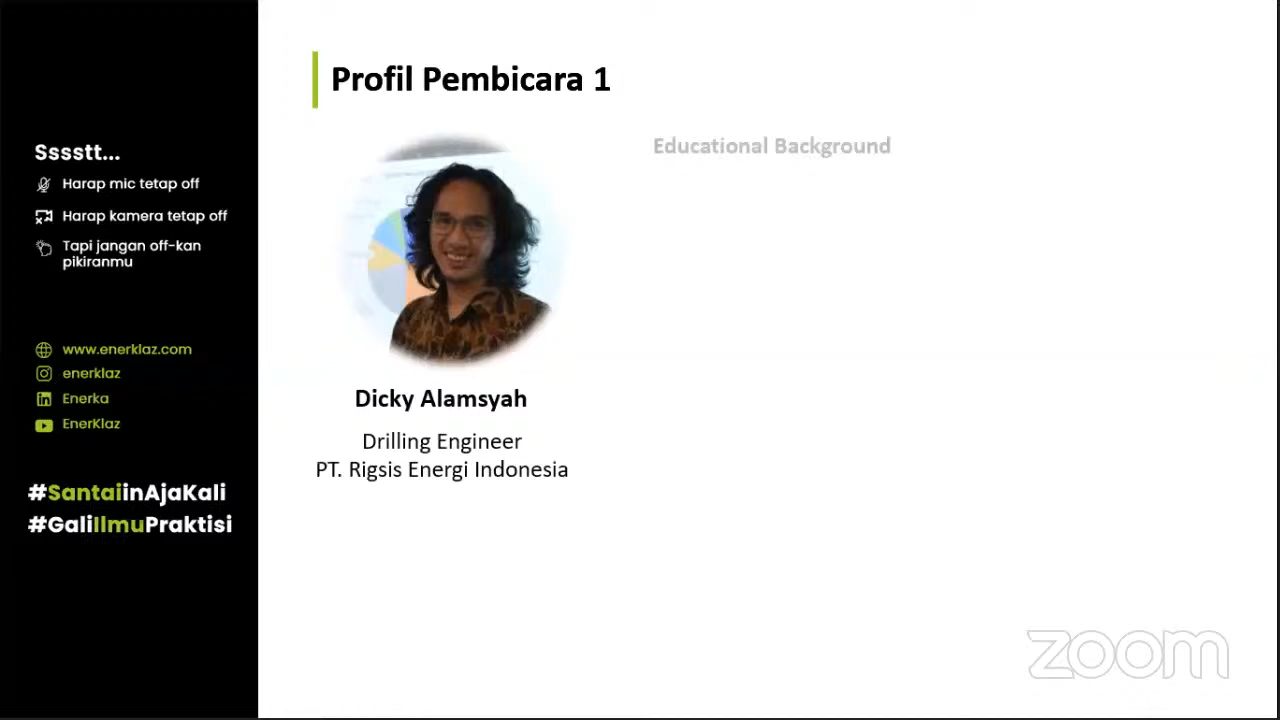 Sssstt...
Harap mic tetap off
Harap kamera tetap off
Tapi jangan off-kan
pikiranmu
www.enerklaz.com
enerklaz
Enerka
EnerKlaz
#SantaiinAjaKali
#GaliIlmuPraktisi
Profil Pembicara 1
Dicky Alamsyah
Drilling Engineer
PT. Rigsis Energi Indonesia
Educational Background
zoom